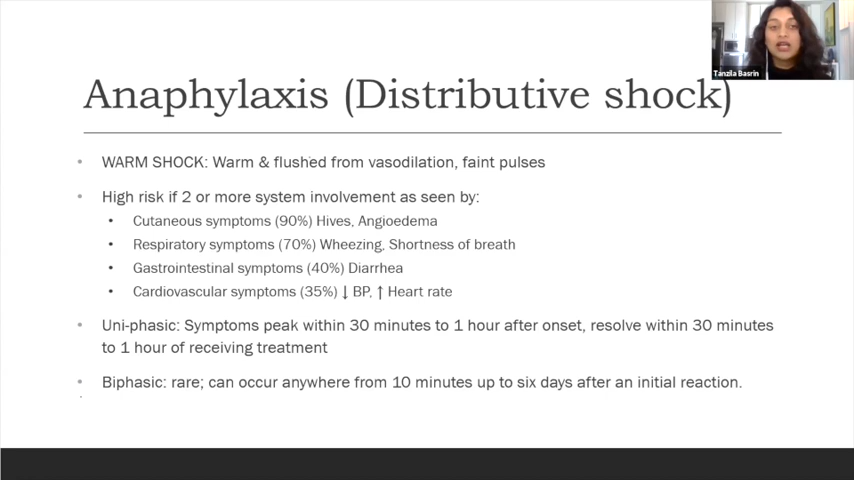 Tanzila Basrin
Anaphylaxis (Distributive shock)
• WARM SHOCK: Warm & flushed from vasodilation, faint pulses
• High risk if 2 or more system involvement as seen by:
• Cutaneous symptoms (90%) Hives, Angioedema
• Respiratory symptoms (70%) Wheezing, Shortness of breath
• Gastrointestinal symptoms (40%) Diarrhea
• Cardiovascular symptoms (35%) ↓ BP, ↑ Heart rate
• Uni-phasic: Symptoms peak within 30 minutes to 1 hour after onset, resolve within 30 minutes
to 1 hour of receiving treatment
• Biphasic: rare; can occur anywhere from 10 minutes up to six days after an initial reaction.